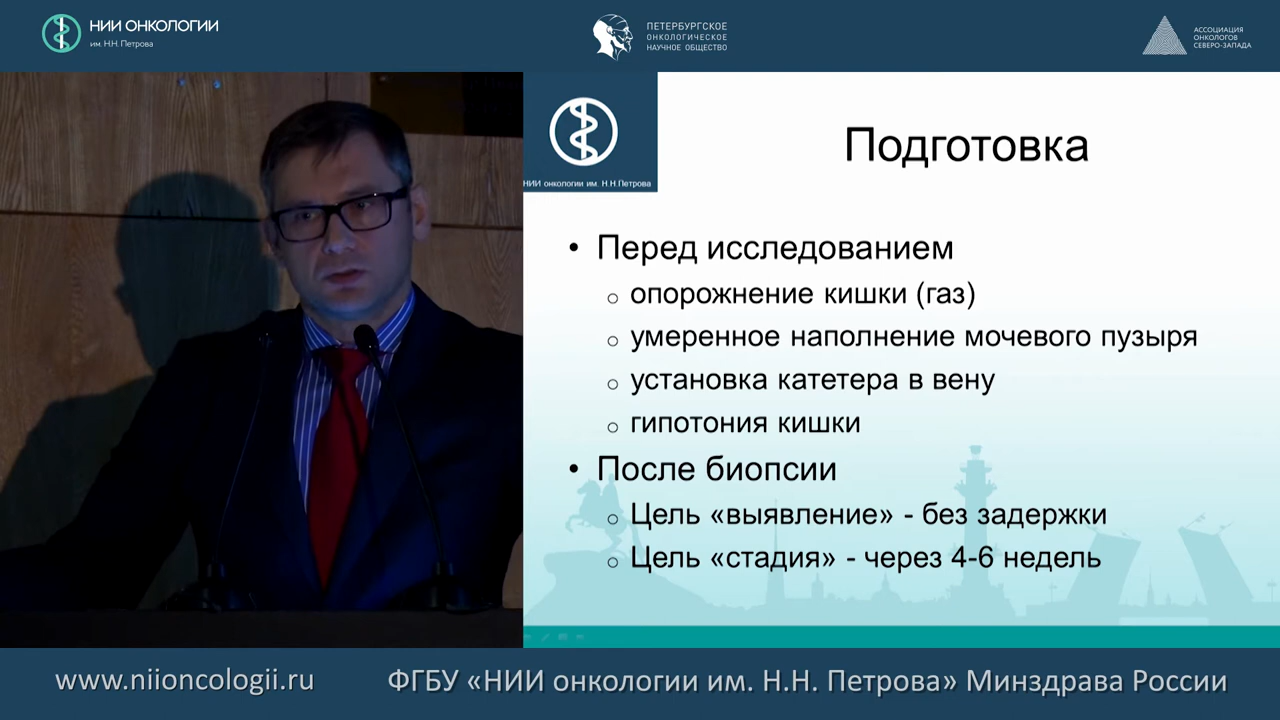 НИИ ОНКОЛОГИИ
им. Н.Н. Петрова
ПЕТЕРБУРГСКОЕ
ОНКОЛОГИЧЕСКОЕ
НАУЧНОЕ ОБЩЕСТВО
АССОЦИАЦИЯ
ОНКОЛОГОВ
СЕВЕРО-ЗАПАДА
НИИ онкологии им. Н.Н.Петрова
Подготовка
• Перед исследованием
o опорожнение кишки (газ)
o умеренное наполнение мочевого пузыря
o установка катетера в вену
o гипотония кишки
• После биопсии
o Цель «выявление» - без задержки
o Цель «стадия» - через 4-6 недель
www.niioncologii.ru
ФГБУ «НИИ онкологии им. Н.Н. Петрова» Минздрава России